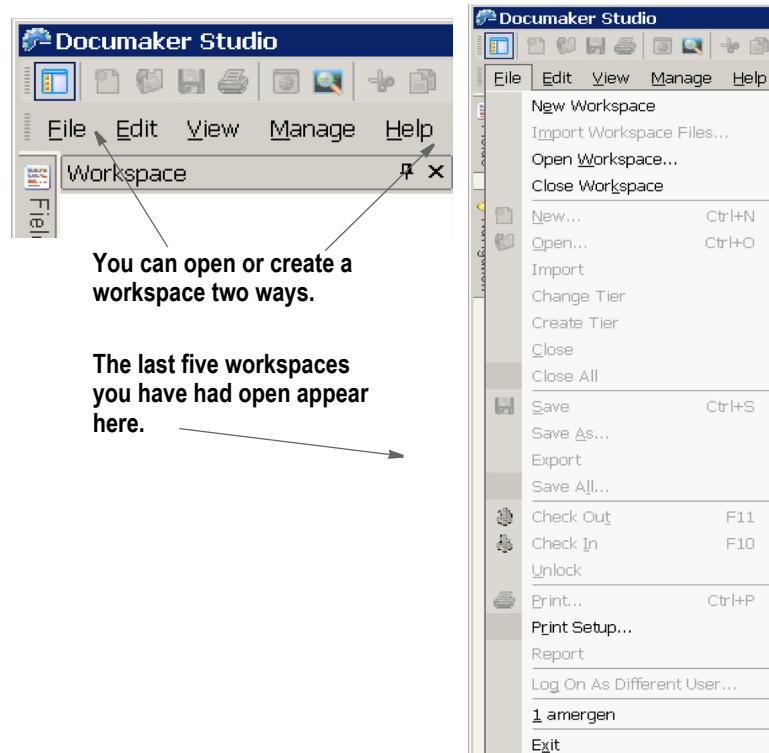 Documaker Studio
File Edit View Manage Help
Workspace
Fiel
You can open or create a
workspace two ways.
The last five workspaces
you have had open appear
here.
Documaker Studio
File Edit View Manage Help
New Workspace
Import Workspace Files...
Open Workspace...
Close Workspace
New... Ctrl+N
Open... Ctrl+O
Import
Change Tier
Create Tier
Close
Close All
Save Ctrl+S
Save As...
Export
Save All...
Check Out F11
Check In F10
Unlock
Print... Ctrl+P
Print Setup...
Report
Log On As Different User...
1 amergen
Exit